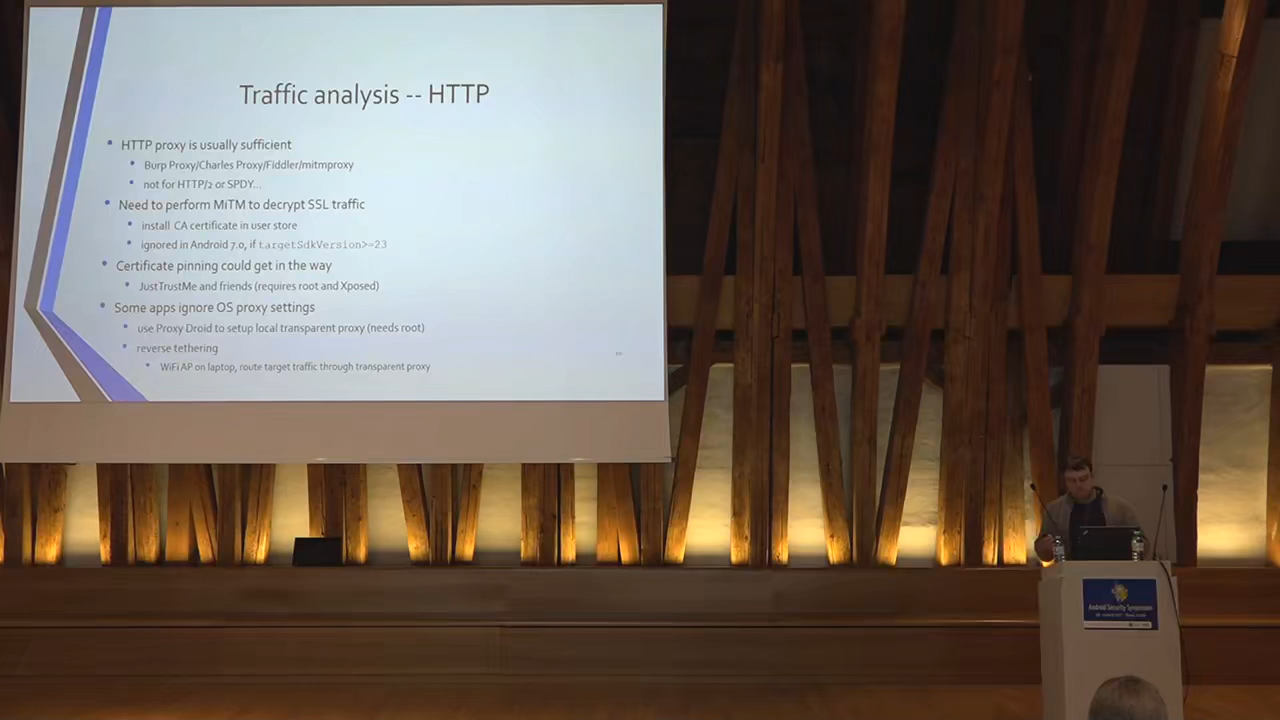 Traffic analysis -- HTTP
• HTTP proxy is usually sufficient
• Burp Proxy/Charles Proxy/Fiddler/mitmproxy
• not for HTTP/2 or SPDY...
• Need to perform MiTM to decrypt SSL traffic
• install CA certificate in user store
• ignored in Android 7.0, if targetSdkVersion>=23
• Certificate pinning could get in the way
• JustTrustMe and friends (requires root and Xposed)
• Some apps ignore OS proxy settings
• use Proxy Droid to setup local transparent proxy (needs root)
• reverse tethering
• WiFi AP on laptop, route target traffic through transparent proxy
Android Security Symposium